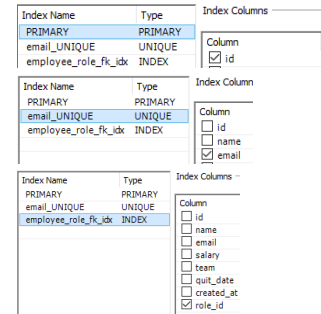 Index Name Type Index Columns
PRIMARY PRIMARY Column
email_UNIQUE UNIQUE id
employee_role_fk_idx INDEX
Index Name Type Index Column
PRIMARY PRIMARY Column
email_UNIQUE UNIQUE id
employee_role_fk_idx INDEX name
email
Index Name Type Index Columns
PRIMARY PRIMARY Column
email_UNIQUE UNIQUE id
employee_role_fk_idx INDEX name
email
salary
team
quit_date
created_at
role_id